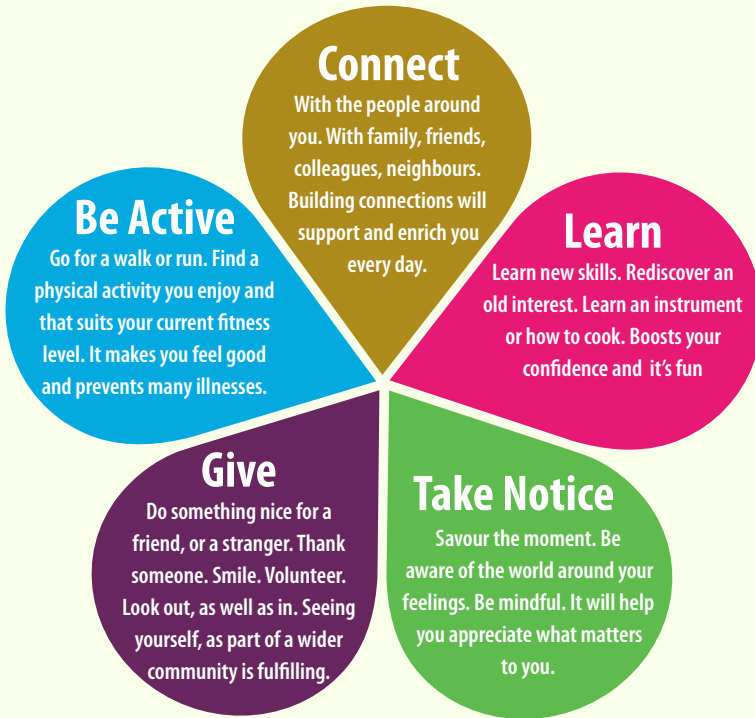 Connect
With the people around
you. With family, friends,
colleagues, neighbours.
Building connections will
support and enrich you
every day.
Be Active
Go for a walk or run. Find a
physical activity you enjoy and
that suits your current fitness
level. It makes you feel good
and prevents many illnesses.
Learn
Learn new skills. Rediscover an
old interest. Learn an instrument
or how to cook. Boosts your
confidence and it's fun
Give
Do something nice for a
friend, or a stranger. Thank
someone. Smile. Volunteer.
Look out, as well as in. Seeing
yourself, as part of a wider
community is fulfilling.
Take Notice
Savour the moment. Be
aware of the world around your
feelings. Be mindful. It will help
you appreciate what matters
to you.